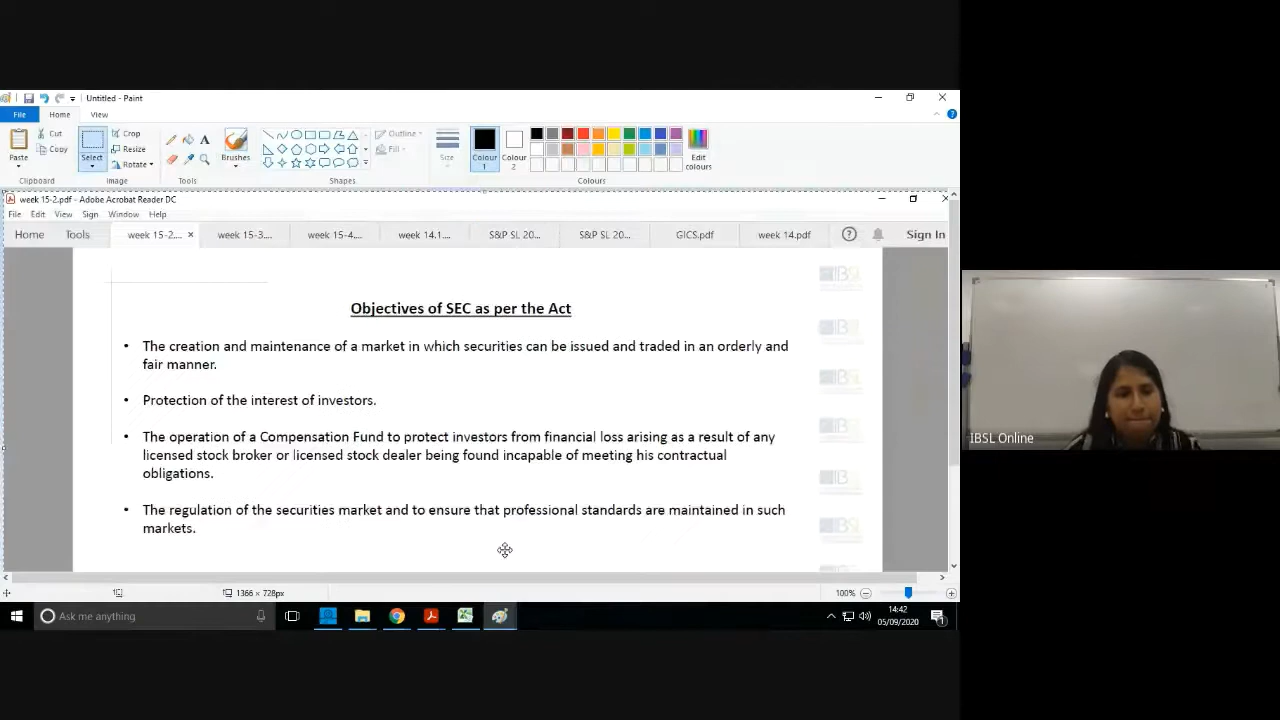 Untitled - Paint
File Home View
Paste
Cut
Copy
Clipboard
Select
Crop
Resize
Rotate
Image
Tools
Brushes
Shapes
Outline
Fill
Size
Colour 1
Colour 2
Edit colours
Colours
week 15-2.pdf - Adobe Acrobat Reader DC
File Edit View Sign Window Help
Home Tools week 15-2.... week 15-3.... week 15-4.... week 14.1.... S&P SL 20... S&P SL 20... GICS.pdf week 14.pdf Sign In
Objectives of SEC as per the Act
• The creation and maintenance of a market in which securities can be issued and traded in an orderly and
fair manner.
• Protection of the interest of investors.
• The operation of a Compensation Fund to protect investors from financial loss arising as a result of any
licensed stock broker or licensed stock dealer being found incapable of meeting his contractual
obligations.
• The regulation of the securities market and to ensure that professional standards are maintained in such
markets.
IBSL
1366 × 728px
100%
Ask me anything
14:42
05/09/2020
IBSL Online